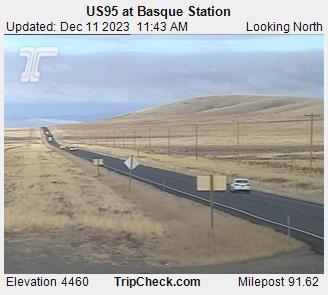 US95 at Basque Station
Updated: Dec 11 2023 11:43 AM Looking North
Elevation 4460 TripCheck.com Milepost 91.62